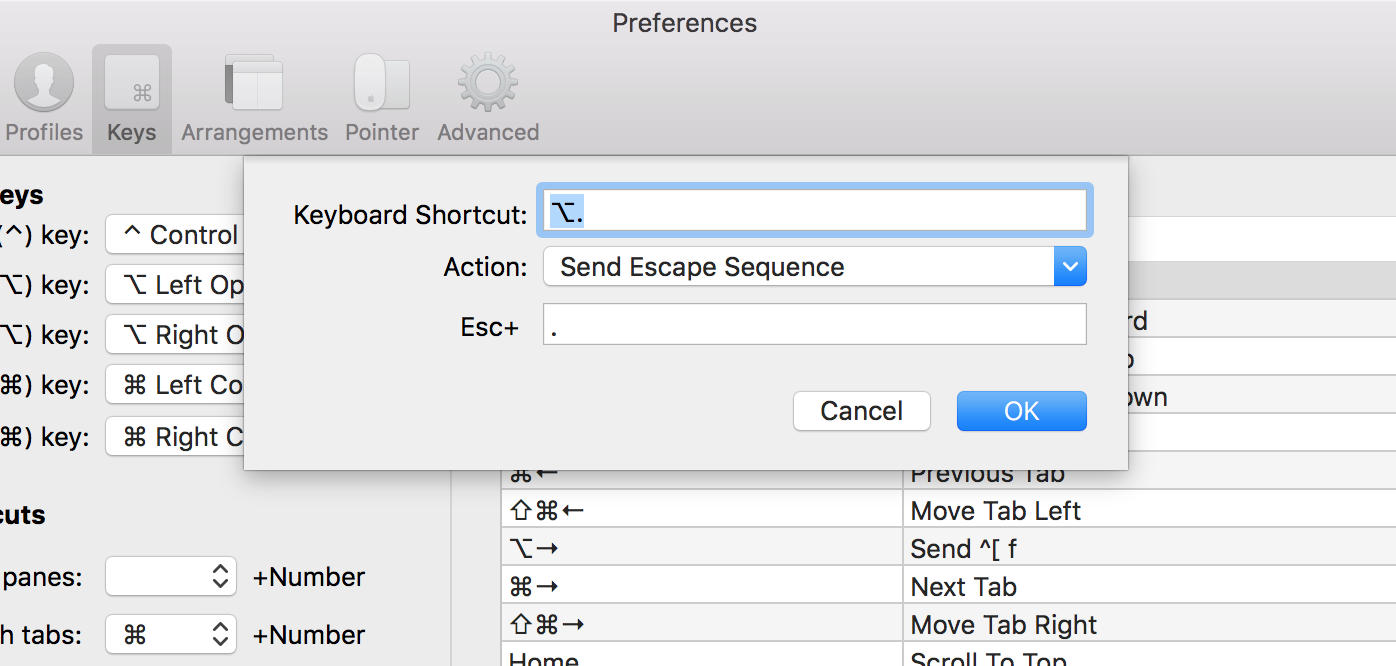 Preferences
Profiles Keys Arrangements Pointer Advanced
eys
(^) key: ^ Control
⌥) key: ⌥ Left Op
⌥) key: ⌥ Right O
⌘) key: ⌘ Left Co
⌘) key: ⌘ Right C
Keyboard Shortcut: ⌥.
Action: Send Escape Sequence
Esc+ .
Cancel OK
rd
own
⌘← Previous Tab
⇧⌘← Move Tab Left
⌥→ Send ^[ f
⌘→ Next Tab
⇧⌘→ Move Tab Right
Home Scroll To Top
cuts
panes: +Number
h tabs: ⌘ +Number